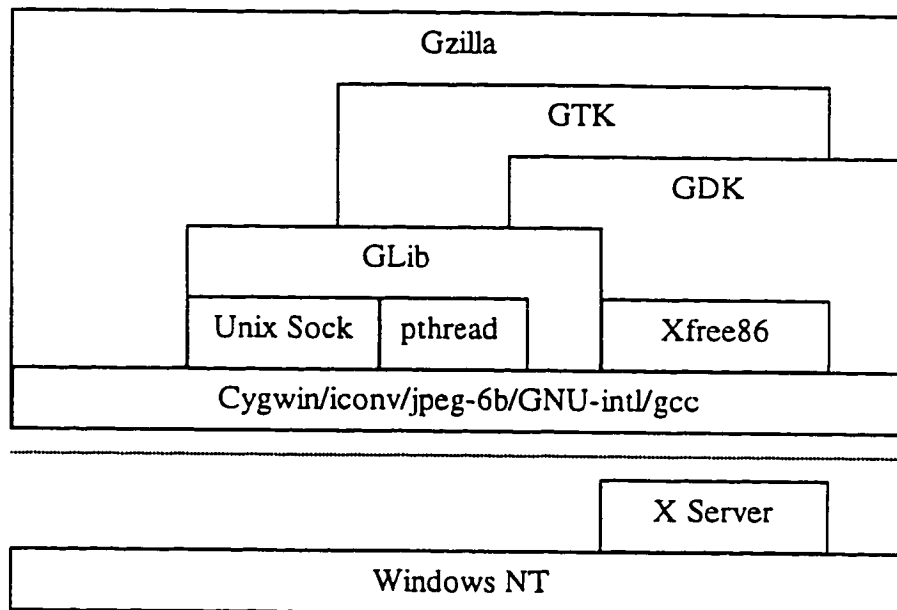 Gzilla
GTK
GDK
GLib
Unix Sock pthread Xfree86
Cygwin/iconv/jpeg-6b/GNU-intl/gcc
X Server
Windows NT